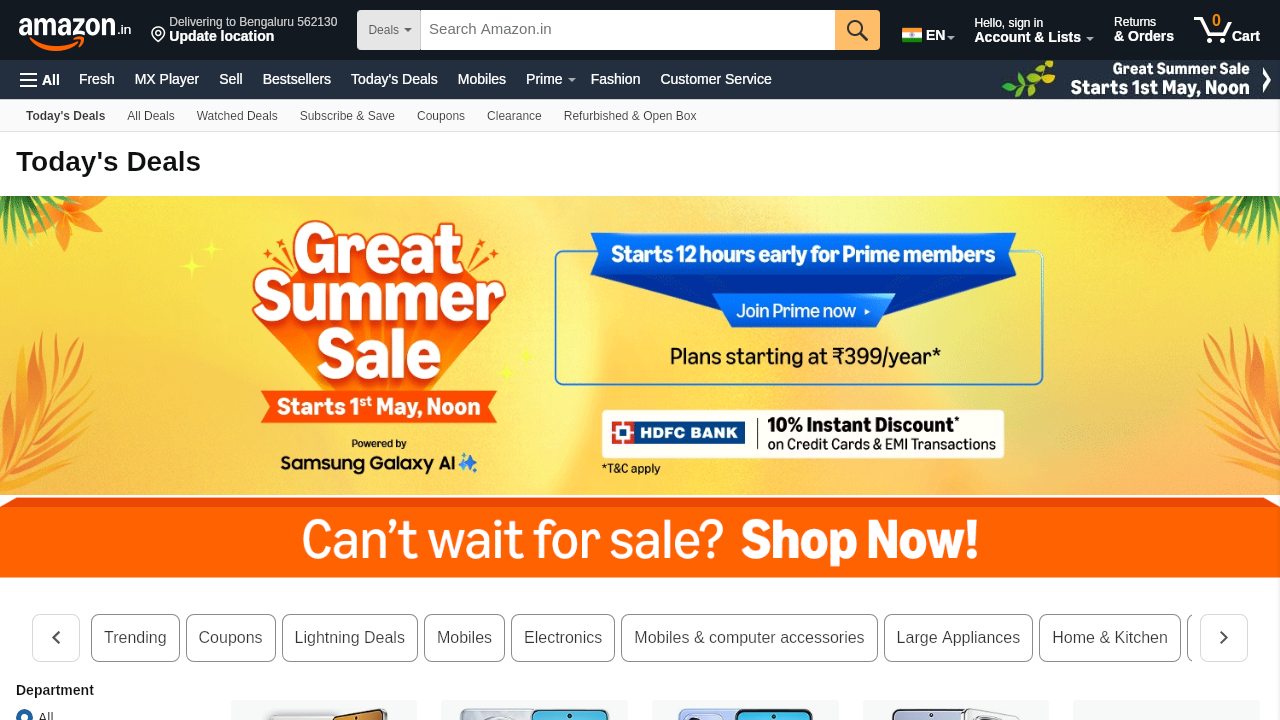 amazon.in
Delivering to Bengaluru 562130
Update location
Deals
Search Amazon.in
EN
Hello, sign in
Account & Lists
Returns
& Orders
0
Cart
All
Fresh
MX Player
Sell
Bestsellers
Today's Deals
Mobiles
Prime
Fashion
Customer Service
Great Summer Sale
Starts 1st May, Noon
Today's Deals
All Deals
Watched Deals
Subscribe & Save
Coupons
Clearance
Refurbished & Open Box
Today's Deals
Great
Summer
Sale
Starts 1st May, Noon
Powered by
Samsung Galaxy AI
Starts 12 hours early for Prime members
Join Prime now
Plans starting at ₹399/year*
HDFC BANK
10% Instant Discount*
on Credit Cards & EMI Transactions
*T&C apply
Can't wait for sale? Shop Now!
Trending
Coupons
Lightning Deals
Mobiles
Electronics
Mobiles & computer accessories
Large Appliances
Home & Kitchen
Department
All